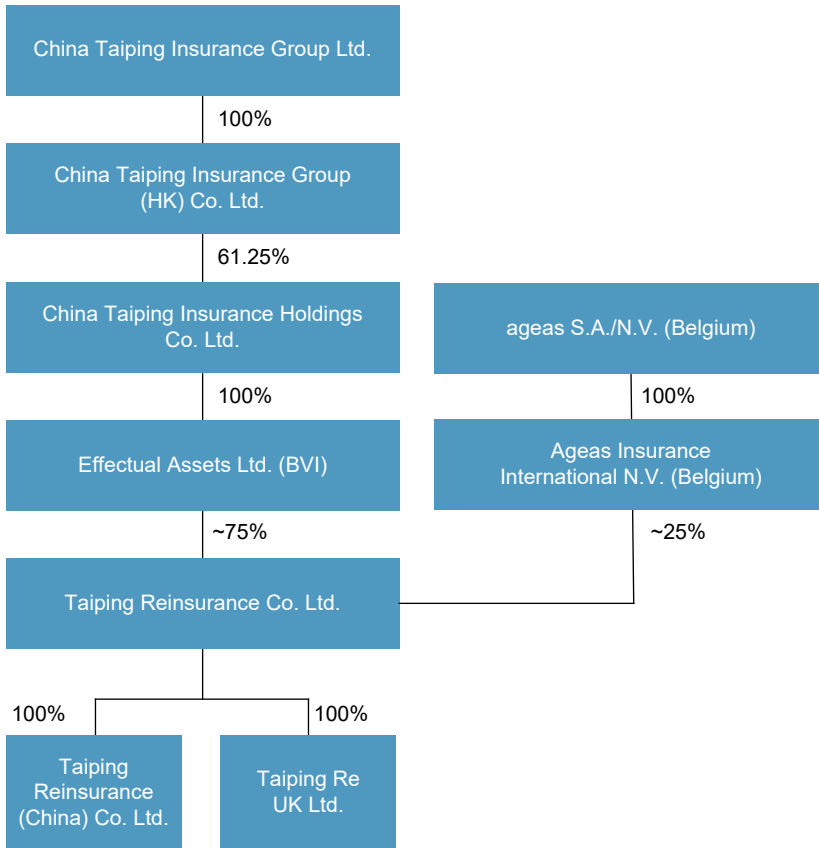 China Taiping Insurance Group Ltd.
100%
China Taiping Insurance Group
(HK) Co. Ltd.
61.25%
China Taiping Insurance Holdings
Co. Ltd.
ageas S.A./N.V. (Belgium)
100%
100%
Effectual Assets Ltd. (BVI)
Ageas Insurance
International N.V. (Belgium)
~75%
~25%
Taiping Reinsurance Co. Ltd.
100%
100%
Taiping
Reinsurance
(China) Co. Ltd.
Taiping Re
UK Ltd.